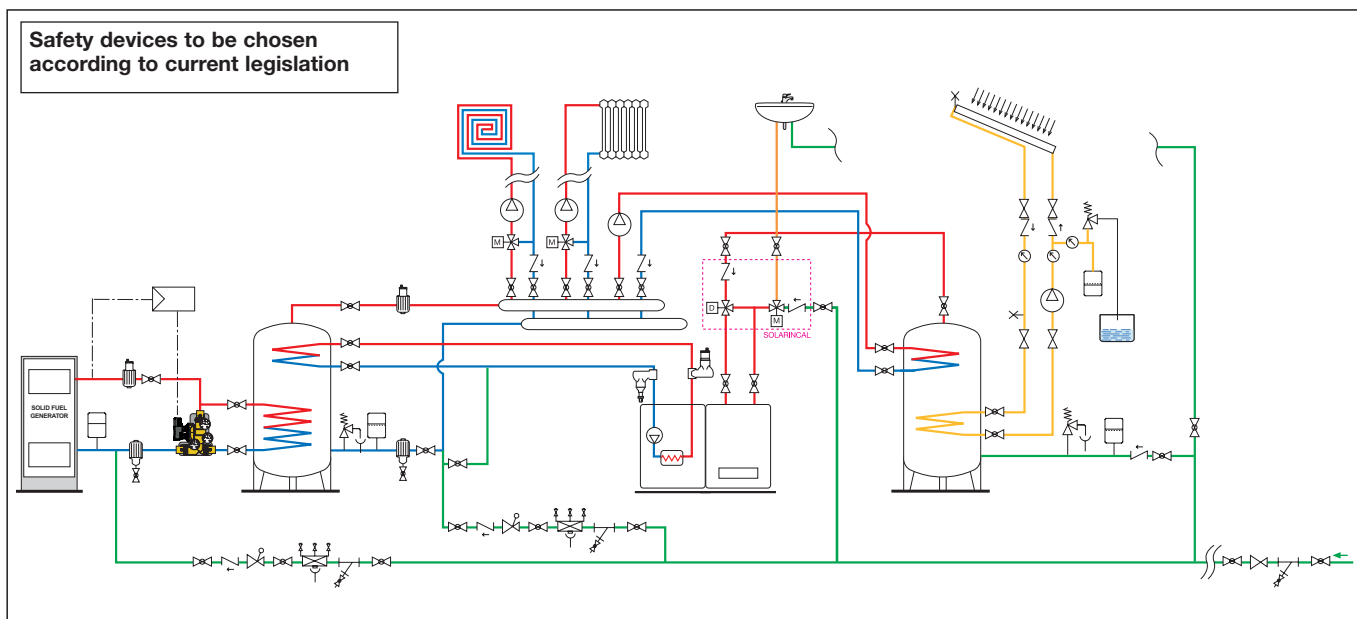 Safety devices to be chosen
according to current legislation
M
M
D
M
SOLARINCAL
SOLID FUEL
GENERATOR